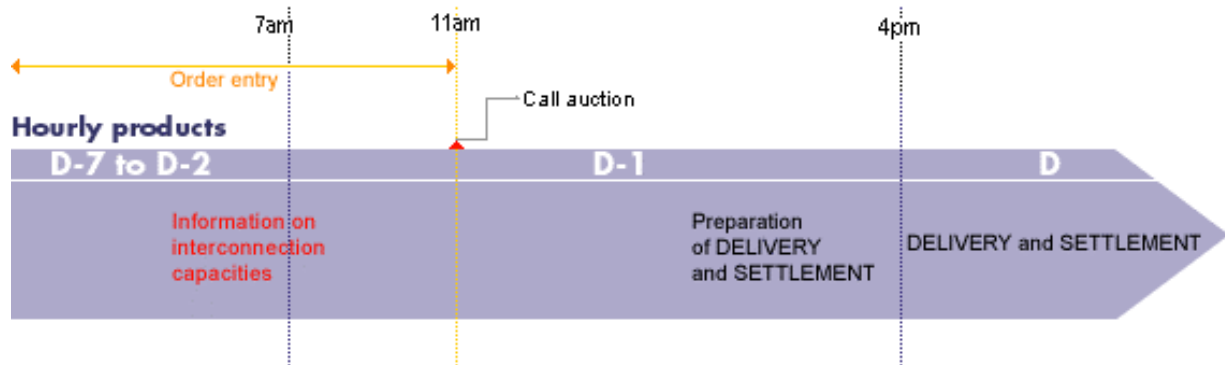 7am
11am
4pm
Order entry
Call auction
Hourly products
D-7 to D-2
D-1
D
Information on
interconnection
capacities
Preparation
of DELIVERY
and SETTLEMENT
DELIVERY and SETTLEMENT